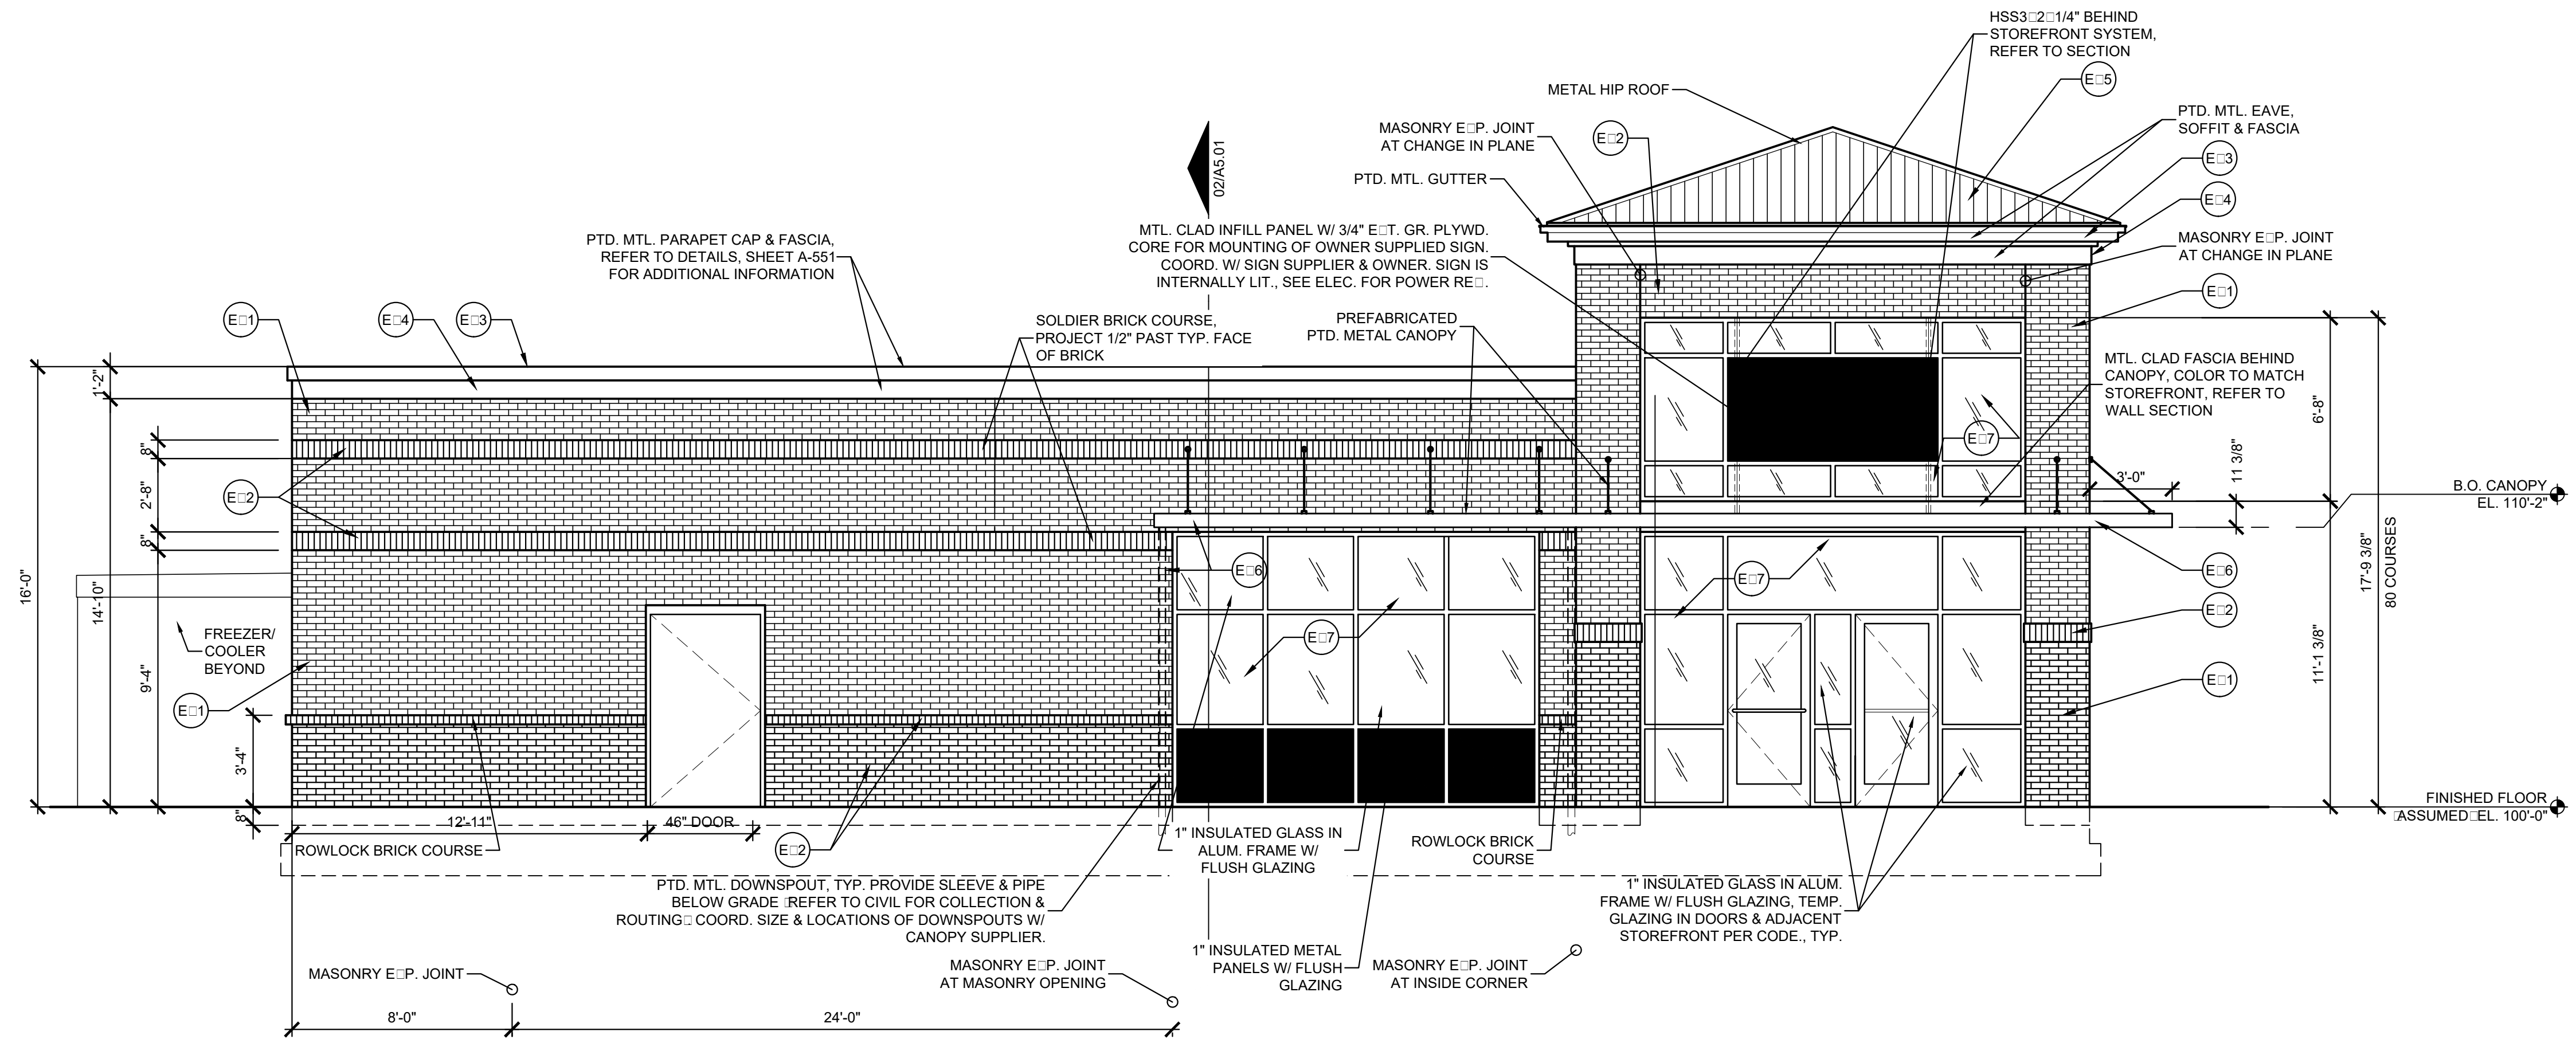 HSS3□2□1/4" BEHIND
STOREFRONT SYSTEM,
REFER TO SECTION
E□5
METAL HIP ROOF
MASONRY E□P. JOINT
AT CHANGE IN PLANE
E□2
PTD. MTL. EAVE,
SOFFIT & FASCIA
E□3
E□4
PTD. MTL. GUTTER
02/A5.01
MTL. CLAD INFILL PANEL W/ 3/4" E□T. GR. PLYWD.
CORE FOR MOUNTING OF OWNER SUPPLIED SIGN.
COORD. W/ SIGN SUPPLIER & OWNER. SIGN IS
INTERNALLY LIT., SEE ELEC. FOR POWER RE□.
MASONRY E□P. JOINT
AT CHANGE IN PLANE
E□1
PTD. MTL. PARAPET CAP & FASCIA,
REFER TO DETAILS, SHEET A-551
FOR ADDITIONAL INFORMATION
E□1
E□4
E□3
SOLDIER BRICK COURSE,
PROJECT 1/2" PAST TYP. FACE
OF BRICK
PREFABRICATED
PTD. METAL CANOPY
MTL. CLAD FASCIA BEHIND
CANOPY, COLOR TO MATCH
STOREFRONT, REFER TO
WALL SECTION
1'-2"
8"
2'-8"
8"
16'-0"
14'-10"
9'-4"
3'-4"
8"
E□2
E□7
6'-8"
11 3/8"
3'-0"
B.O. CANOPY
EL. 110'-2"
17'-9 3/8"
80 COURSES
11'-1 3/8"
E□6
E□7
E□6
E□2
E□7
E□1
FREEZER/
COOLER
BEYOND
E□1
FINISHED FLOOR
□ASSUMED□EL. 100'-0"
12'-11"
46" DOOR
ROWLOCK BRICK COURSE
E□2
1" INSULATED GLASS IN
ALUM. FRAME W/
FLUSH GLAZING
ROWLOCK BRICK
COURSE
PTD. MTL. DOWNSPOUT, TYP. PROVIDE SLEEVE & PIPE
BELOW GRADE □REFER TO CIVIL FOR COLLECTION &
ROUTING□ COORD. SIZE & LOCATIONS OF DOWNSPOUTS W/
CANOPY SUPPLIER.
1" INSULATED GLASS IN ALUM.
FRAME W/ FLUSH GLAZING, TEMP.
GLAZING IN DOORS & ADJACENT
STOREFRONT PER CODE., TYP.
1" INSULATED METAL
PANELS W/ FLUSH
GLAZING
MASONRY E□P. JOINT
MASONRY E□P. JOINT
AT MASONRY OPENING
MASONRY E□P. JOINT
AT INSIDE CORNER
8'-0"
24'-0"